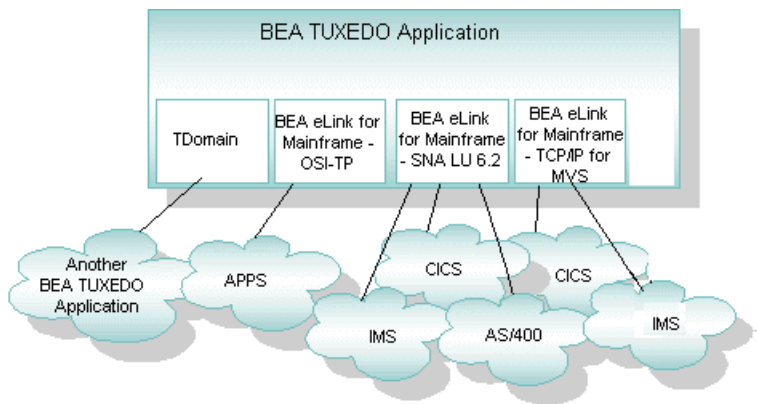 BEA TUXEDO Application
TDomain
BEA eLink for
Mainframe -
OSI-TP
BEA eLink
for Mainframe
- SNA LU 6.2
BEA eLink
for Mainframe
- TCP/IP for
MVS
Another
BEA TUXEDO
Application
APPS
CICS
CICS
IMS
AS/400
IMS